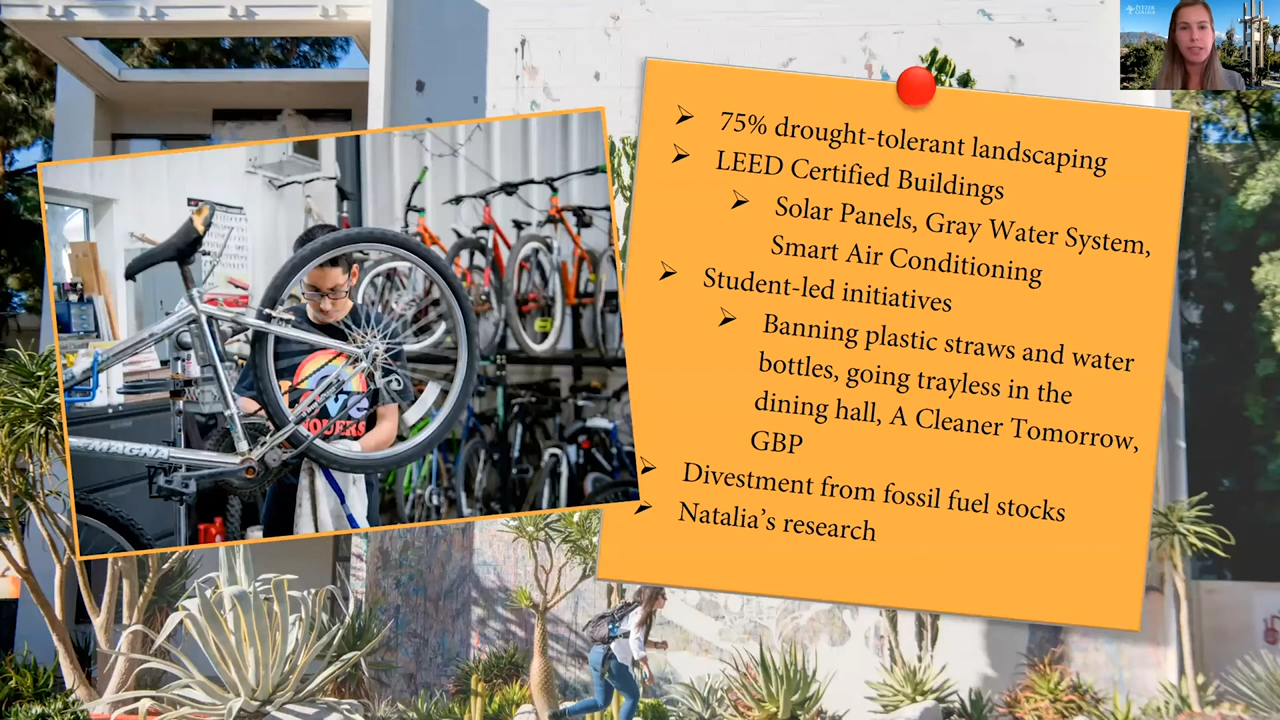 PITZER
COLLEGE
75% drought-tolerant landscaping
LEED Certified Buildings
Solar Panels, Gray Water System,
Smart Air Conditioning
Student-led initiatives
Banning plastic straws and water
bottles, going trayless in the
dining hall, A Cleaner Tomorrow,
GBP
Divestment from fossil fuel stocks
Natalia's research
MAGNA